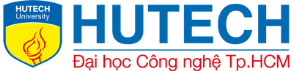 HUTECH
University
HUTECH
Đại học Công nghệ Tp.HCM